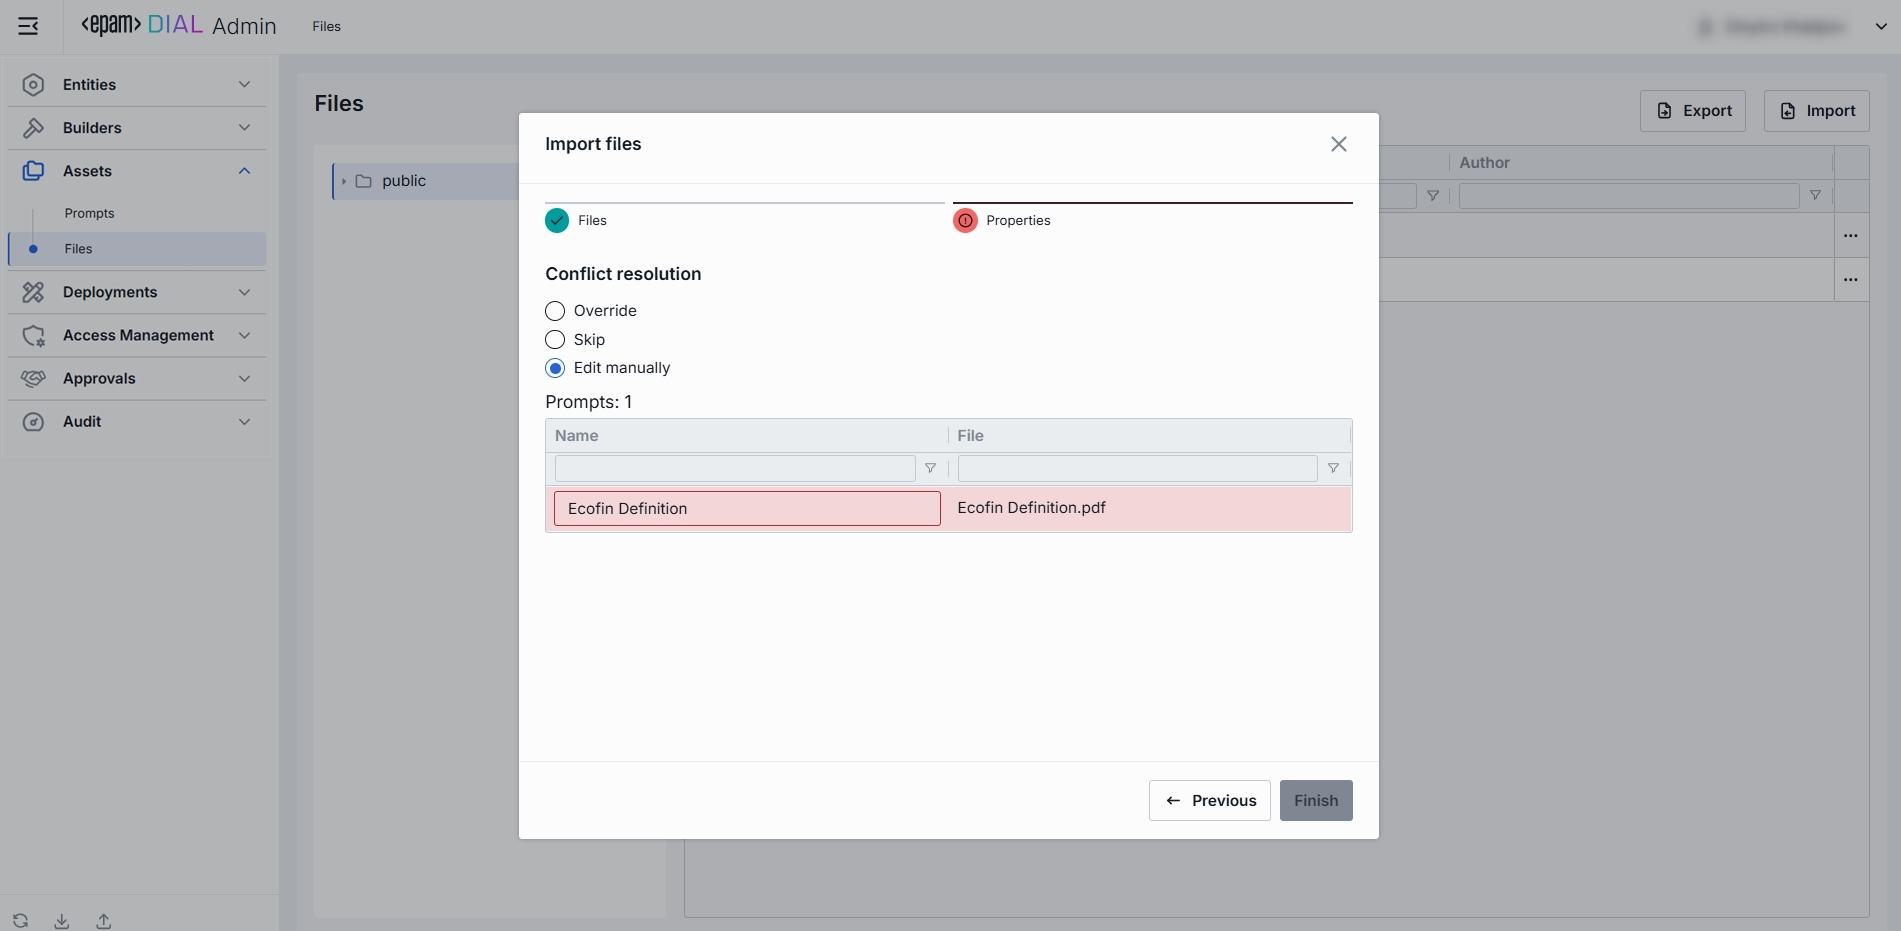 <epam> DIAL Admin
Files
Entities
Builders
Assets
Prompts
Files
Deployments
Access Management
Approvals
Audit
Files
Export
Import
public
Author
...
...
Import files
Files
Properties
Conflict resolution
Override
Skip
Edit manually
Prompts: 1
Name
File
Ecofin Definition
Ecofin Definition.pdf
Previous
Finish